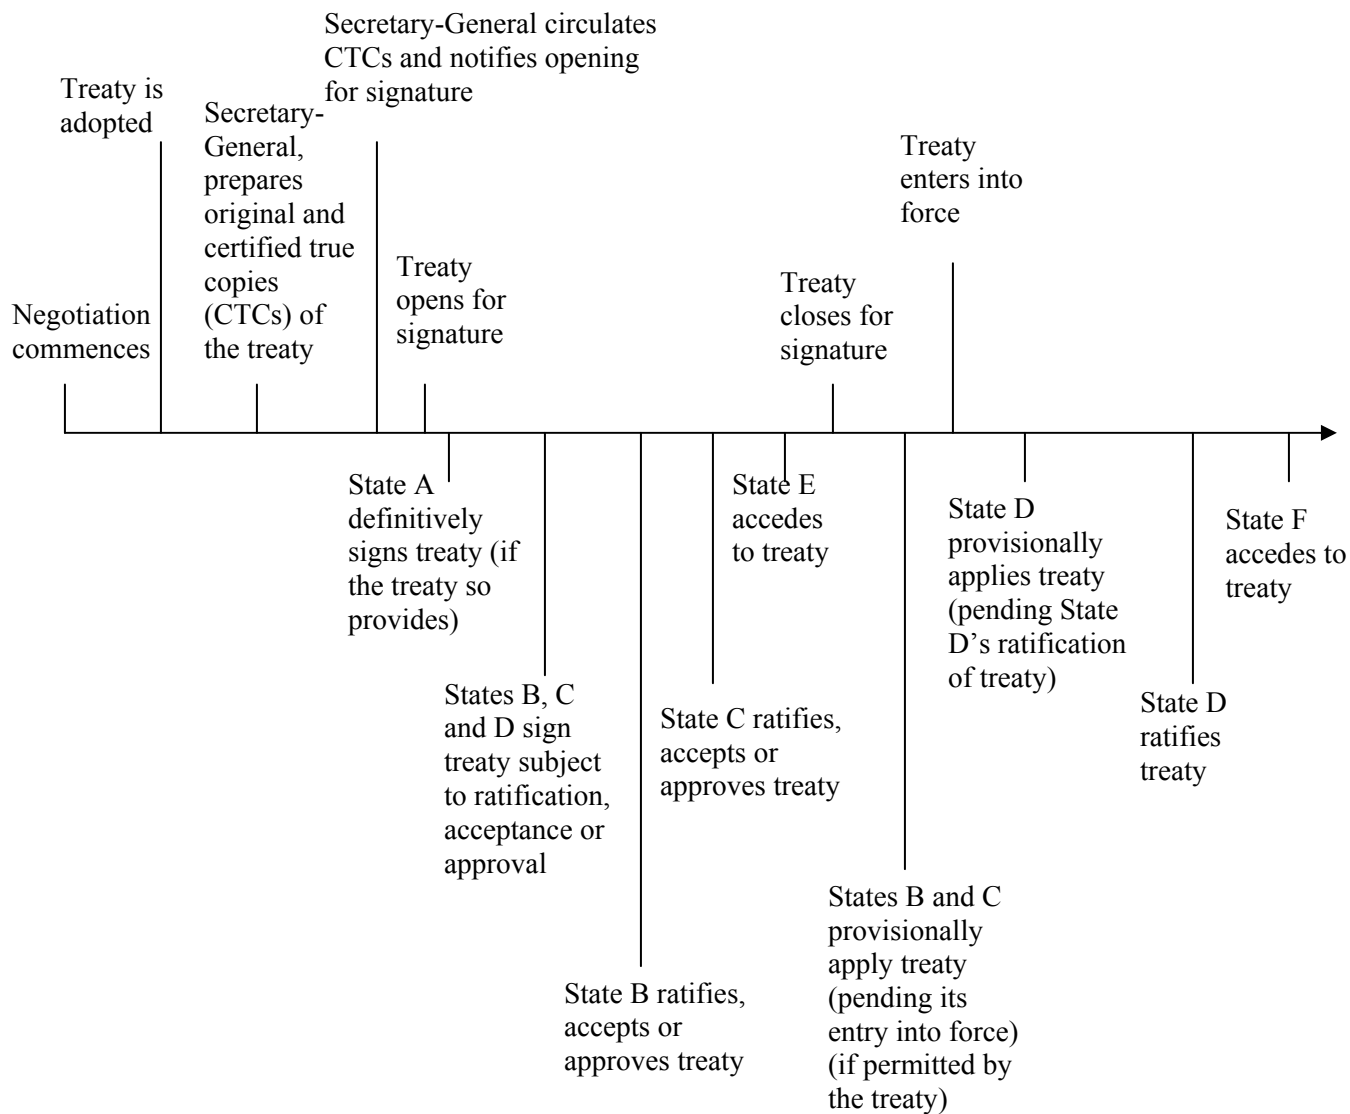 Negotiation
commences
Treaty is
adopted
Secretary-
General,
prepares
original and
certified true
copies
(CTCs) of
the treaty
Secretary-General circulates
CTCs and notifies opening
for signature
Treaty
opens for
signature
Treaty
closes for
signature
Treaty
enters into
force
State A
definitively
signs treaty (if
the treaty so
provides)
States B, C
and D sign
treaty subject
to ratification,
acceptance or
approval
State B ratifies,
accepts or
approves treaty
State C ratifies,
accepts or
approves treaty
State E
accedes
to treaty
States B and C
provisionally
apply treaty
(pending its
entry into force)
(if permitted by
the treaty)
State D
provisionally
applies treaty
(pending State
D’s ratification
of treaty)
State D
ratifies
treaty
State F
accedes to
treaty